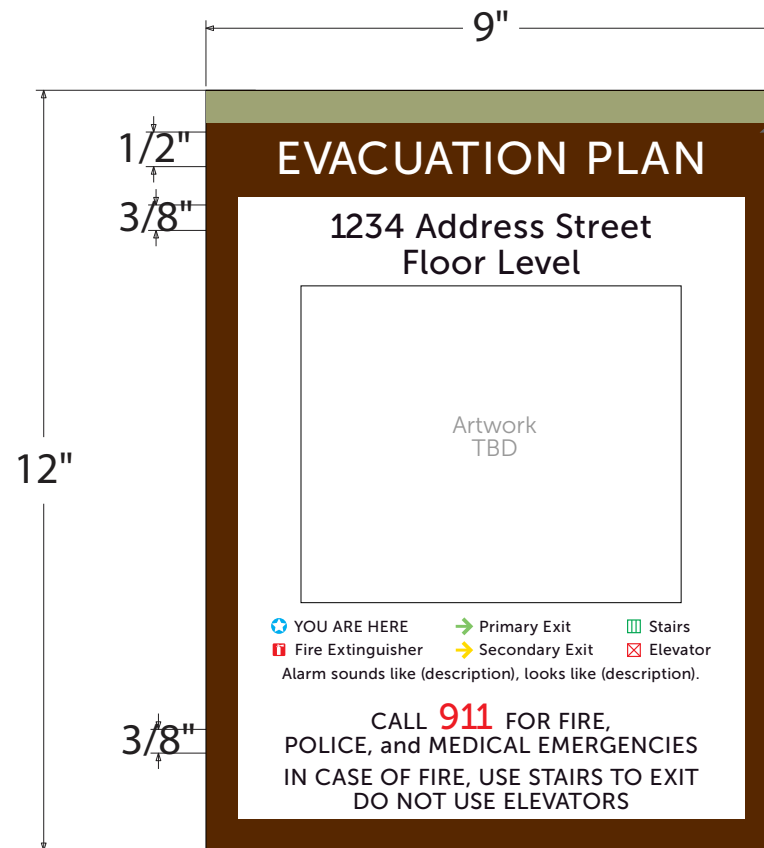 9"
1/2"
EVACUATION PLAN
3/8"
1234 Address Street
Floor Level
Artwork
TBD
12"
YOU ARE HERE Primary Exit Stairs
Fire Extinguisher Secondary Exit Elevator
Alarm sounds like (description), looks like (description).
3/8"
CALL 911 FOR FIRE,
POLICE, and MEDICAL EMERGENCIES
IN CASE OF FIRE, USE STAIRS TO EXIT
DO NOT USE ELEVATORS